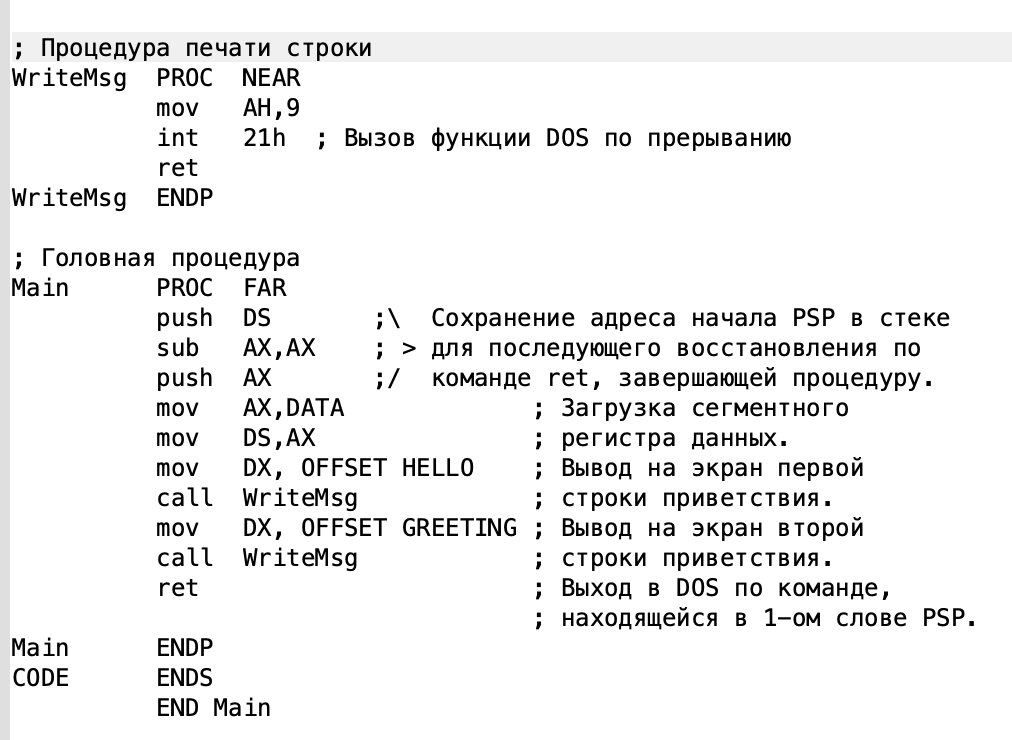 ; Процедура печати строки
WriteMsg  PROC  NEAR
          mov   AH,9
          int   21h  ; Вызов функции DOS по прерыванию
          ret
WriteMsg  ENDP

; Головная процедура
Main      PROC  FAR
          push  DS       ;\  Сохранение адреса начала PSP в стеке
          sub   AX,AX    ; > для последующего восстановления по
          push  AX       ;/  команде ret, завершающей процедуру.
          mov   AX,DATA             ; Загрузка сегментного
          mov   DS,AX               ; регистра данных.
          mov   DX, OFFSET HELLO    ; Вывод на экран первой
          call  WriteMsg            ; строки приветствия.
          mov   DX, OFFSET GREETING ; Вывод на экран второй
          call  WriteMsg            ; строки приветствия.
          ret                       ; Выход в DOS по команде,
                                    ; находящейся в 1-ом слове PSP.
Main      ENDP
CODE      ENDS
          END Main